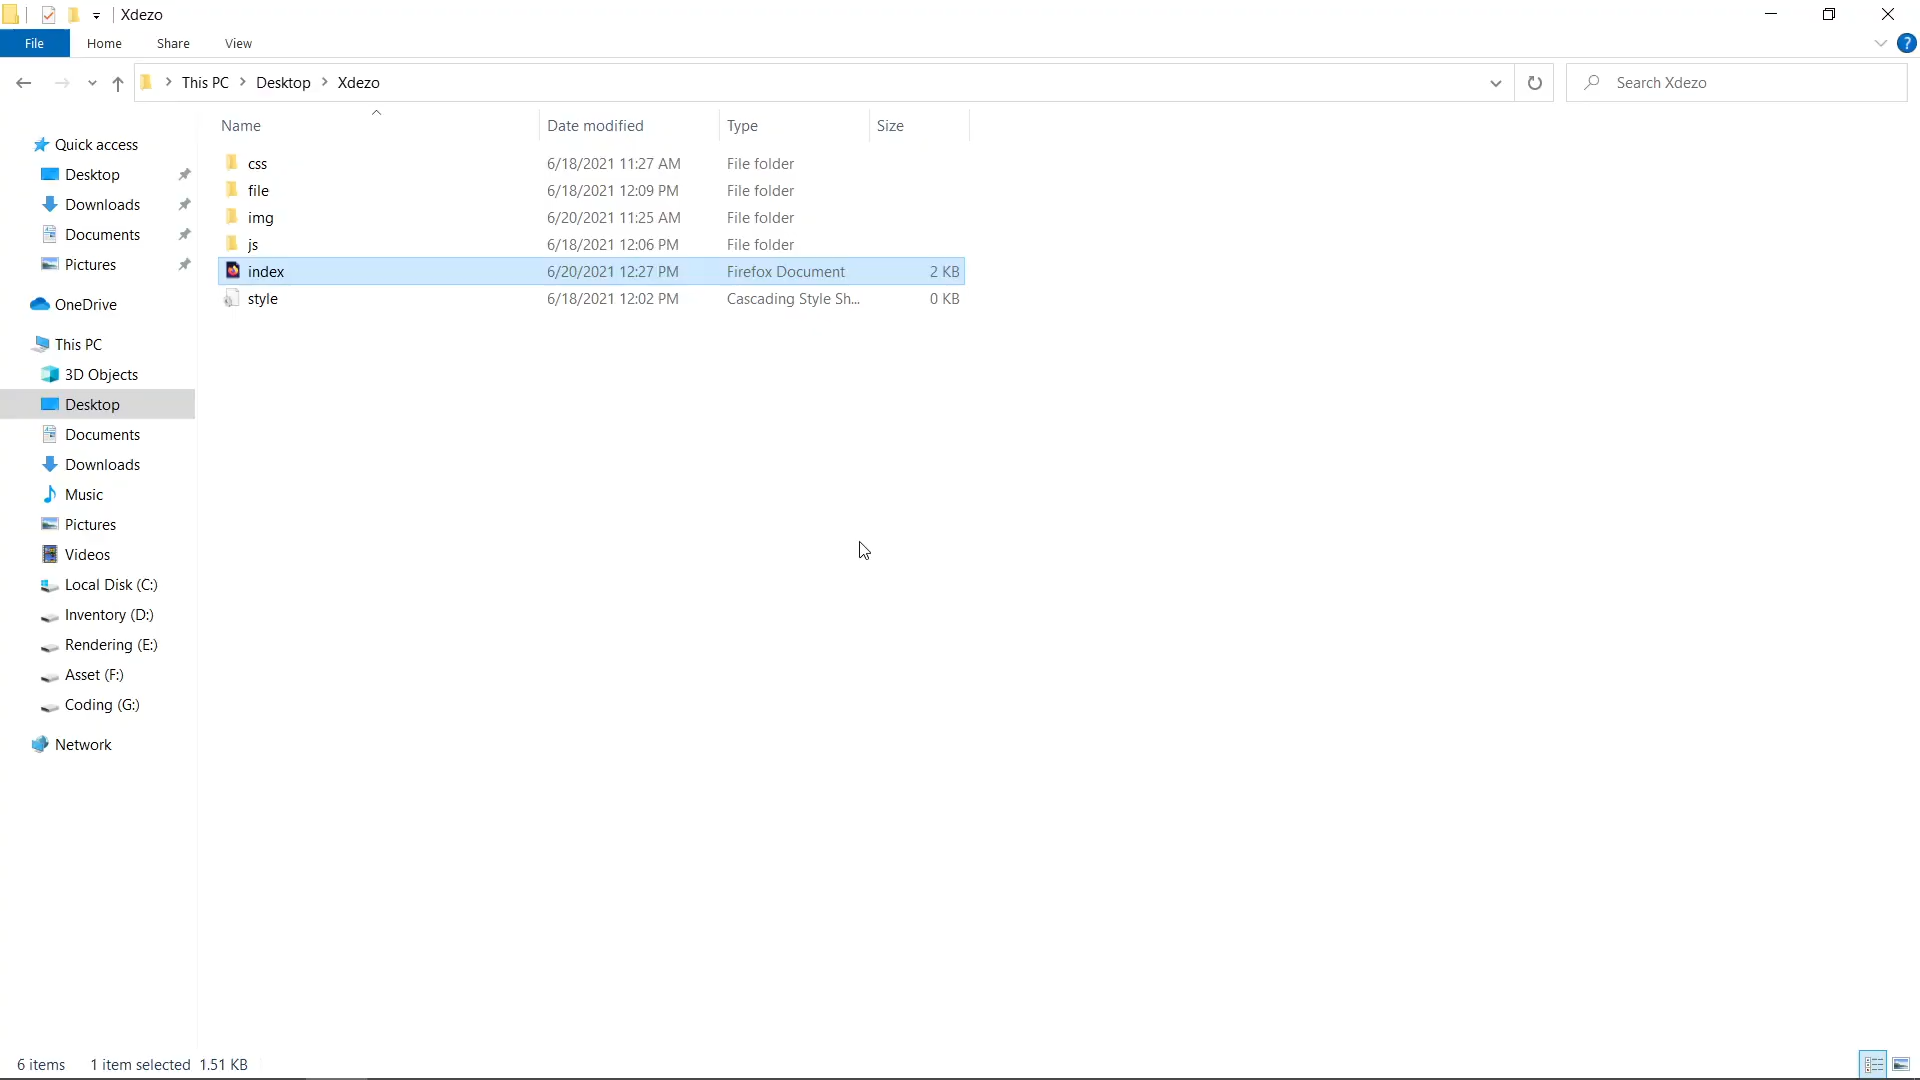 Xdezo
File Home Share View
This PC Desktop Xdezo Search Xdezo
Name Date modified Type Size
Quick access
Desktop
Downloads
Documents
Pictures
OneDrive
This PC
3D Objects
Desktop
Documents
Downloads
Music
Pictures
Videos
Local Disk (C:)
Inventory (D:)
Rendering (E:)
Asset (F:)
Coding (G:)
Network
css 6/18/2021 11:27 AM File folder
file 6/18/2021 12:09 PM File folder
img 6/20/2021 11:25 AM File folder
js 6/18/2021 12:06 PM File folder
index 6/20/2021 12:27 PM Firefox Document 2 KB
style 6/18/2021 12:02 PM Cascading Style Sh... 0 KB
6 items 1 item selected 1.51 KB